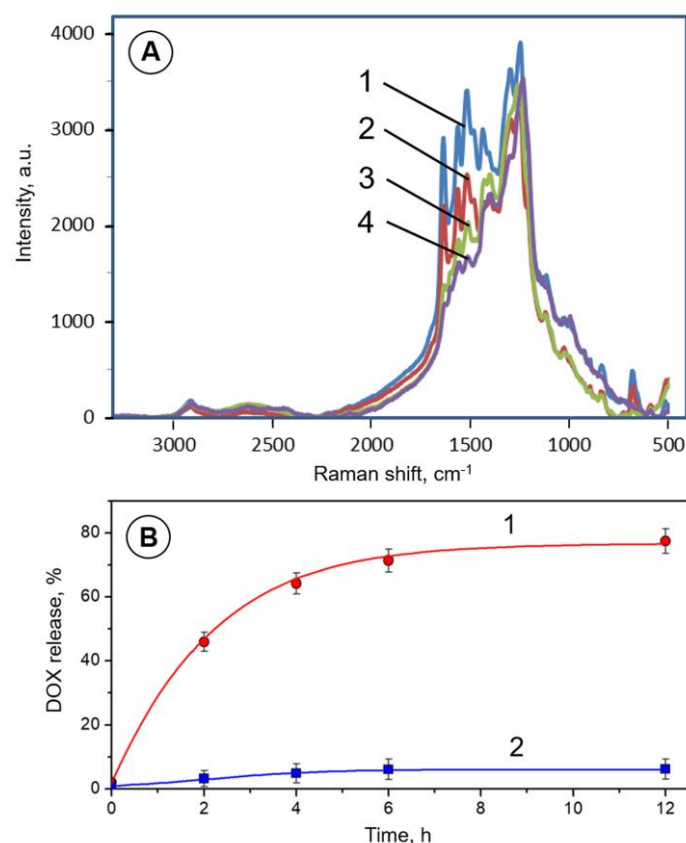 A
Intensity, a.u.
4000
3000
2000
1000
0
1
2
3
4
3000 2500 2000 1500 1000 500
Raman shift, cm⁻¹
B
DOX release, %
80
60
40
20
0
1
2
0 2 4 6 8 10 12
Time, h